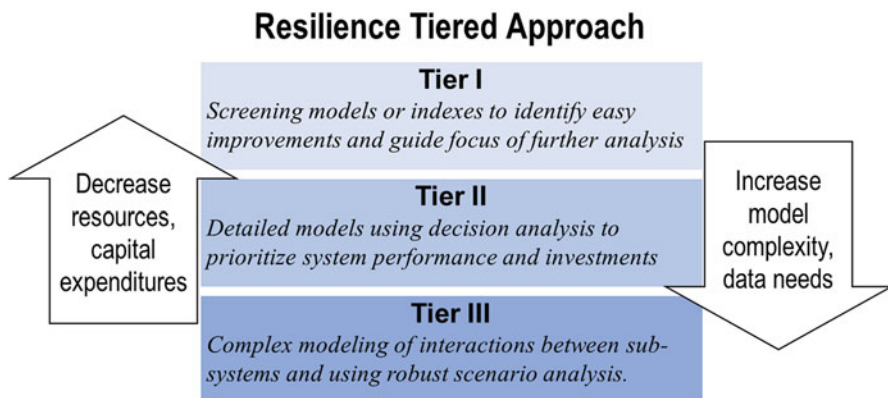 Resilience Tiered Approach
Tier I
Screening models or indexes to identify easy
improvements and guide focus of further analysis
Decrease
resources,
capital
expenditures
Tier II
Detailed models using decision analysis to
prioritize system performance and investments
Increase
model
complexity,
data needs
Tier III
Complex modeling of interactions between sub-
systems and using robust scenario analysis.